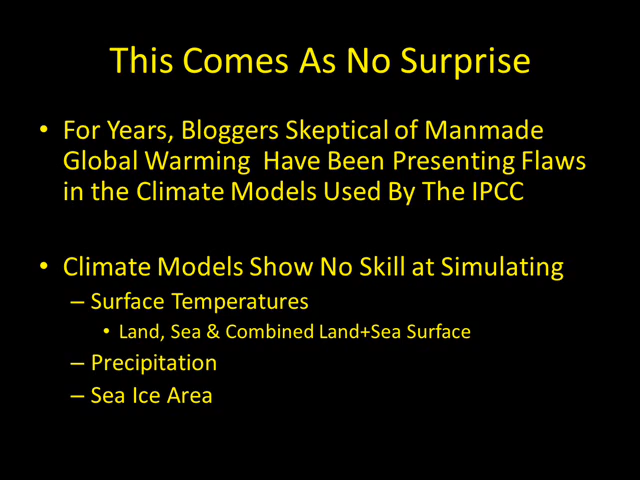 This Comes As No Surprise
• For Years, Bloggers Skeptical of Manmade
Global Warming  Have Been Presenting Flaws
in the Climate Models Used By The IPCC
• Climate Models Show No Skill at Simulating
– Surface Temperatures
• Land, Sea & Combined Land+Sea Surface
– Precipitation
– Sea Ice Area